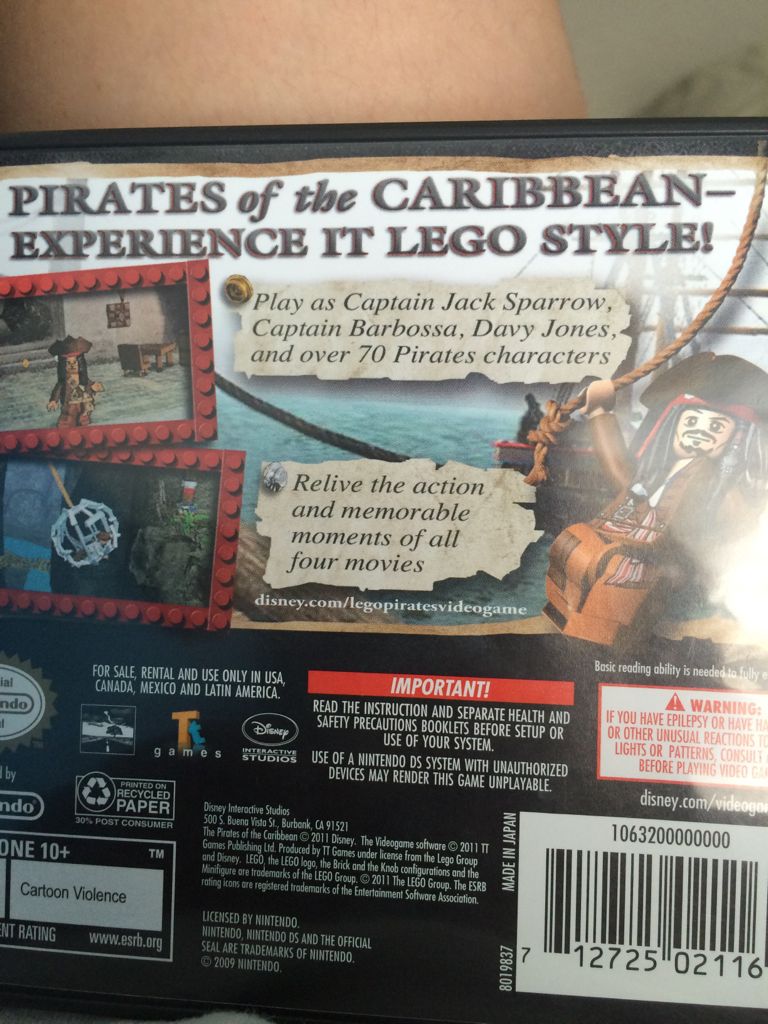 PIRATES of the CARIBBEAN–
EXPERIENCE IT LEGO STYLE!
Play as Captain Jack Sparrow,
Captain Barbossa, Davy Jones,
and over 70 Pirates characters
Relive the action
and memorable
moments of all
four movies
disney.com/legopiratesvideogame
FOR SALE, RENTAL AND USE ONLY IN USA,
CANADA, MEXICO AND LATIN AMERICA.
games
Disney
INTERACTIVE
STUDIOS
PRINTED ON
RECYCLED
PAPER
30% POST CONSUMER
IMPORTANT!
READ THE INSTRUCTION AND SEPARATE HEALTH AND
SAFETY PRECAUTIONS BOOKLETS BEFORE SETUP OR
USE OF YOUR SYSTEM.
USE OF A NINTENDO DS SYSTEM WITH UNAUTHORIZED
DEVICES MAY RENDER THIS GAME UNPLAYABLE.
Basic reading ability is needed to fully e
WARNING:
IF YOU HAVE EPILEPSY OR HAVE HA
OR OTHER UNUSUAL REACTIONS TO
LIGHTS OR PATTERNS, CONSULT
BEFORE PLAYING VIDEO GA
disney.com/videogam
ial
ndo
l
d by
ndo
ONE 10+
TM
Cartoon Violence
ENT RATING
www.esrb.org
Disney Interactive Studios
500 S. Buena Vista St., Burbank, CA 91521
The Pirates of the Caribbean © 2011 Disney. The Videogame software © 2011 TT
Games Publishing Ltd. Produced by TT Games under license from the Lego Group
and Disney. LEGO, the LEGO logo, the Brick and the Knob configurations and the
Minifigure are trademarks of the LEGO Group. © 2011 The LEGO Group. The ESRB
rating icons are registered trademarks of the Entertainment Software Association.
LICENSED BY NINTENDO.
NINTENDO, NINTENDO DS AND THE OFFICIAL
SEAL ARE TRADEMARKS OF NINTENDO.
© 2009 NINTENDO.
MADE IN JAPAN
8019837
1063200000000
7 12725 02116